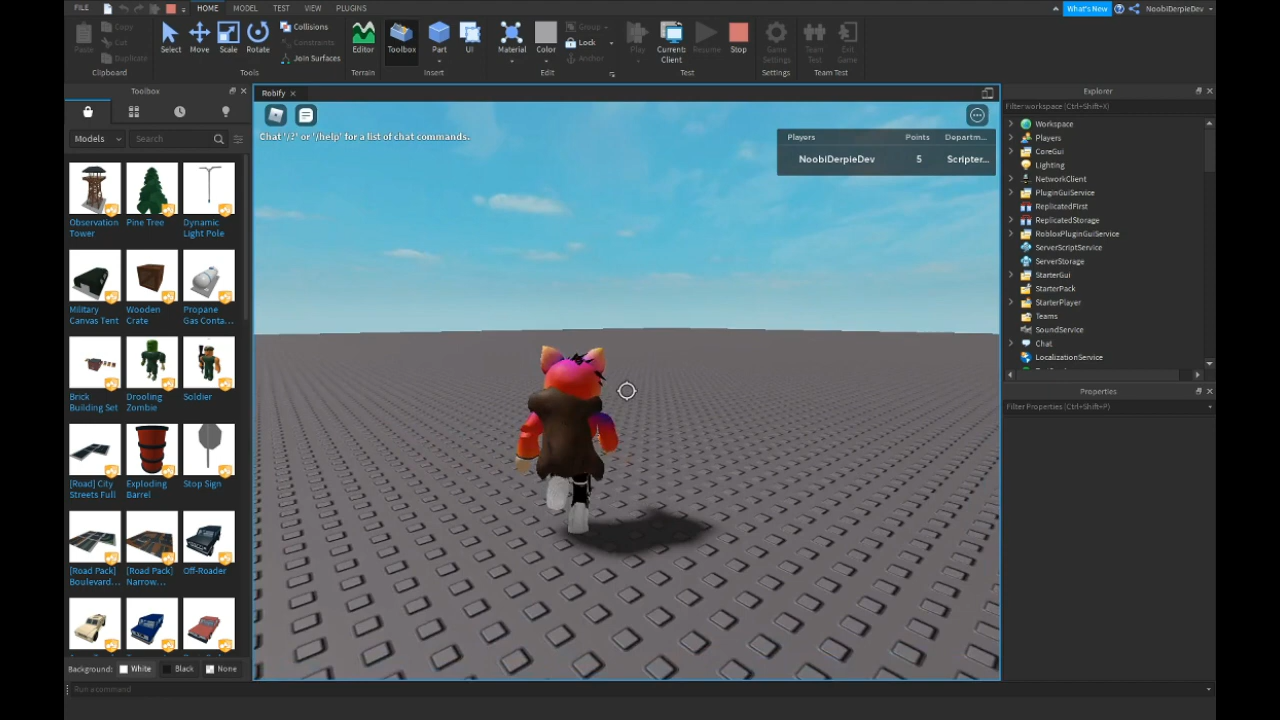 FILE
HOME
MODEL
TEST
VIEW
PLUGINS
What's New
NoobiDerpieDev
Paste
Copy
Cut
Duplicate
Clipboard
Select
Move
Scale
Rotate
Collisions
Constraints
Join Surfaces
Tools
Editor
Terrain
Toolbox
Part
UI
Insert
Material
Color
Group
Lock
Anchor
Edit
Play
Current:
Client
Resume
Stop
Test
Game
Settings
Settings
Team
Test
Exit
Game
Team Test
Toolbox
Models
Search
Observation
Tower
Pine Tree
Dynamic
Light Pole
Military
Canvas Tent
Wooden
Crate
Propane
Gas Conta...
Brick
Building Set
Drooling
Zombie
Soldier
[Road] City
Streets Full
Exploding
Barrel
Stop Sign
[Road Pack]
Boulevard...
[Road Pack]
Narrow...
Off-Roader
Background:
White
Black
None
Run a command
Robify
Chat '/?' or '/help' for a list of chat commands.
Players Points Departm...
NoobiDerpieDev 5 Scripter...
Explorer
Filter workspace (Ctrl+Shift+X)
Workspace
Players
CoreGui
Lighting
NetworkClient
PluginGuiService
ReplicatedFirst
ReplicatedStorage
RobloxPluginGuiService
ServerScriptService
ServerStorage
StarterGui
StarterPack
StarterPlayer
Teams
SoundService
Chat
LocalizationService
Properties
Filter Properties (Ctrl+Shift+P)